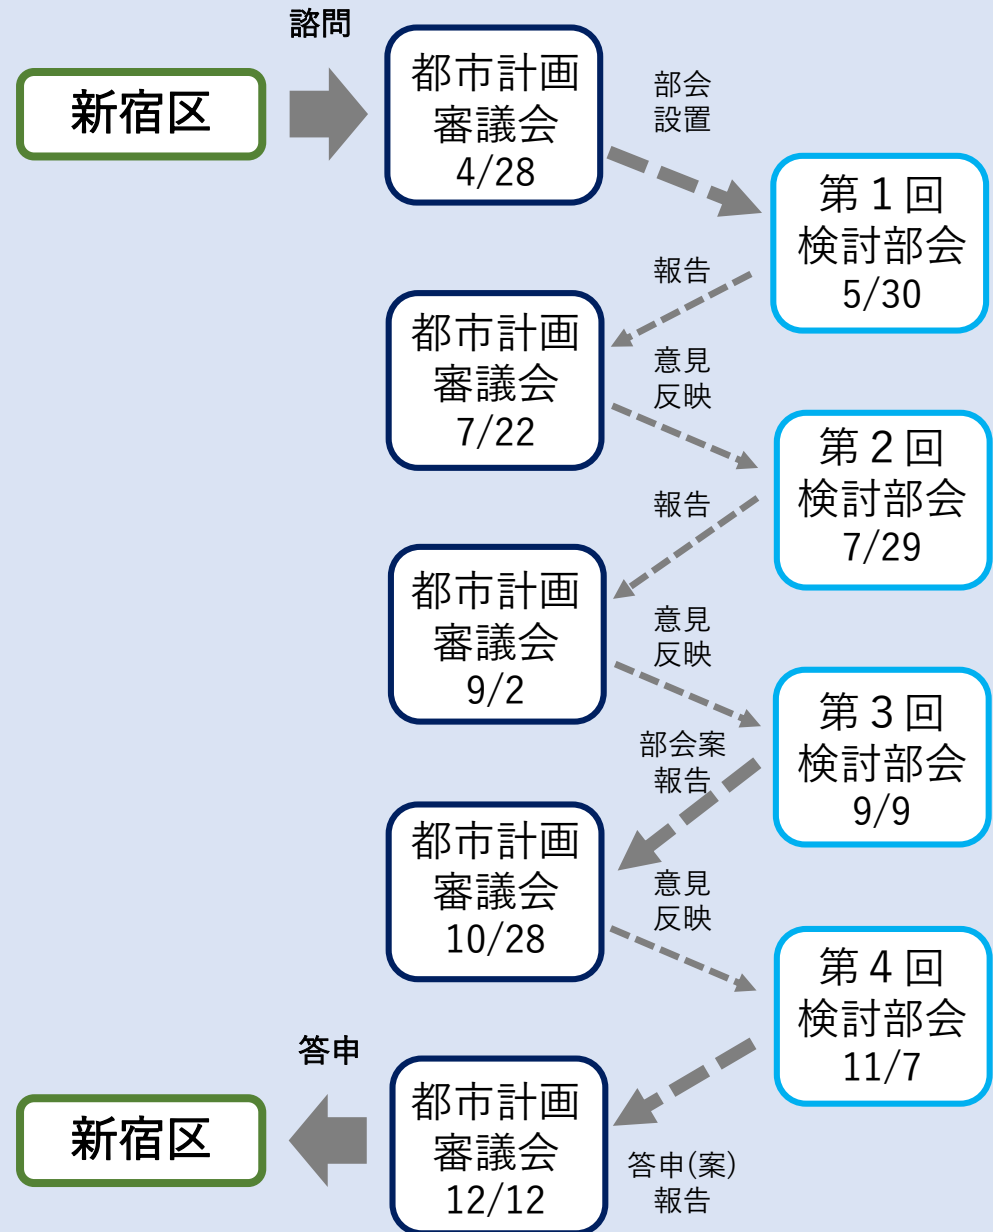 諮問
新宿区
都市計画
審議会
4/28
部会
設置
第１回
検討部会
5/30
報告
都市計画
審議会
7/22
意見
反映
第２回
検討部会
7/29
報告
都市計画
審議会
9/2
意見
反映
第３回
検討部会
9/9
部会案
報告
都市計画
審議会
10/28
意見
反映
第４回
検討部会
11/7
答申(案)
報告
都市計画
審議会
12/12
答申
新宿区